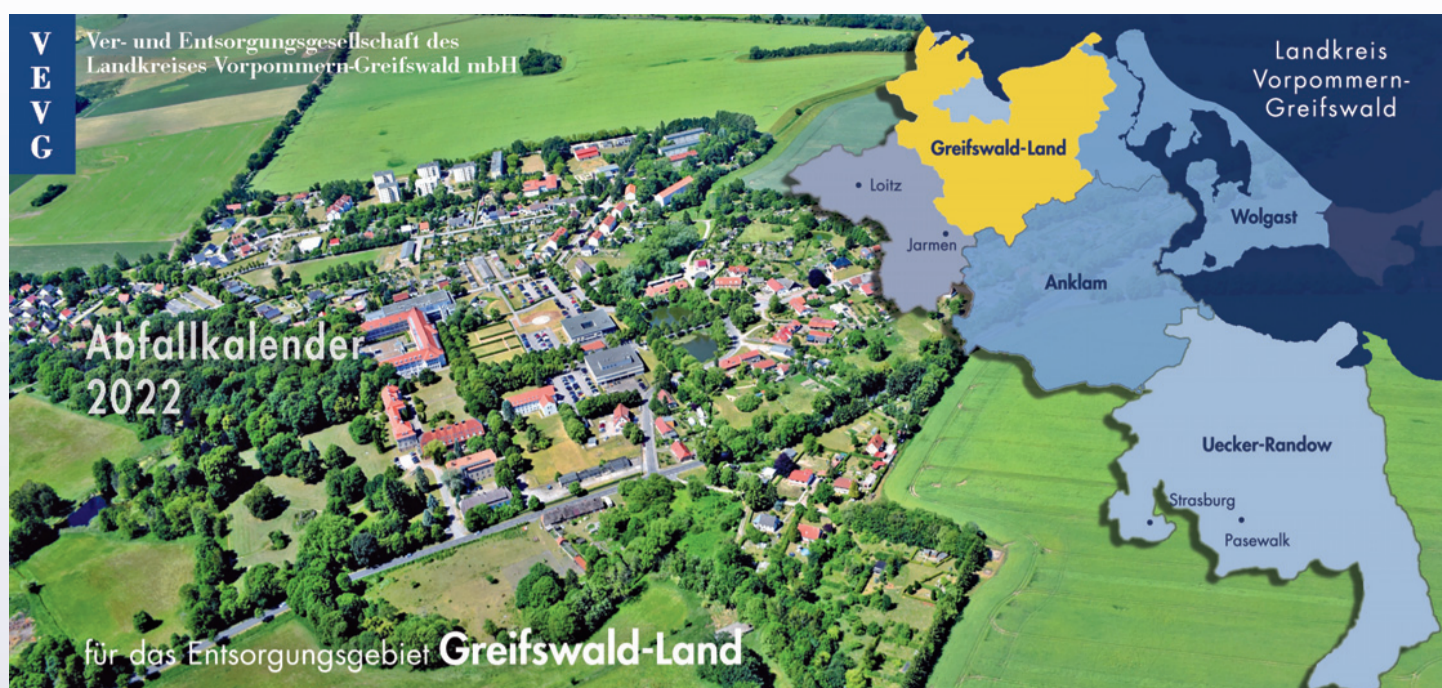 VEVG
Ver- und Entsorgungsgesellschaft des
Landkreises Vorpommern-Greifswald mbH
Landkreis
Vorpommern-
Greifswald
Greifswald-Land
Loitz
Jarmen
Wolgast
Anklam
Abfallkalender
2022
Uecker-Randow
Strasburg
Pasewalk
für das Entsorgungsgebiet Greifswald-Land